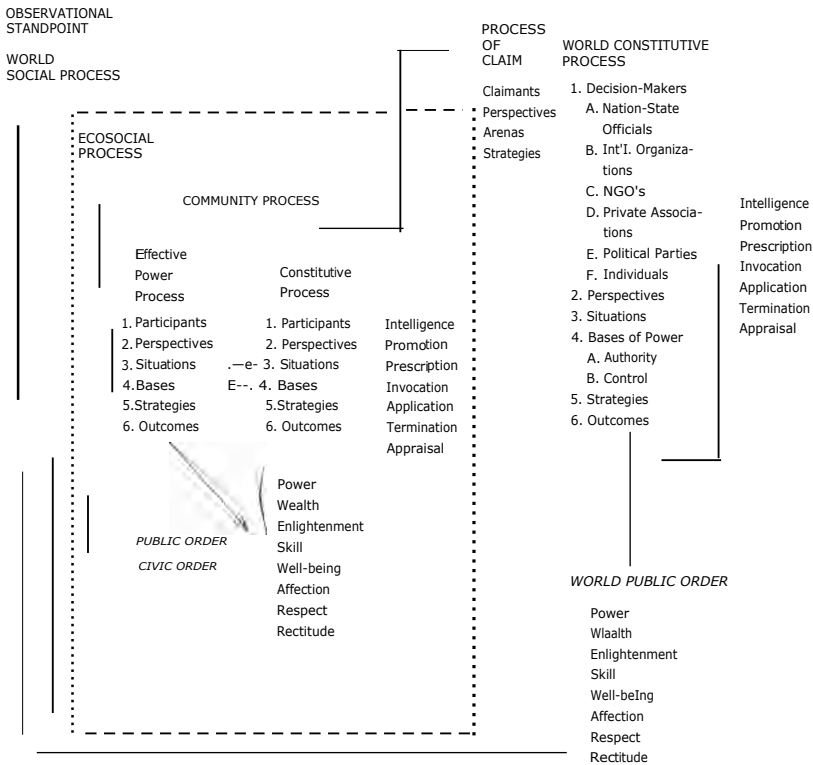 OBSERVATIONAL
STANDPOINT
WORLD
SOCIAL PROCESS
ECOSOCIAL
PROCESS
COMMUNITY PROCESS
Effective
Power
Process
1. Participants
2. Perspectives
3. Situations
4. Bases
5. Strategies
6. Outcomes
.—e-
E--.
Constitutive
Process
1. Participants
2. Perspectives
3. Situations
4. Bases
5. Strategies
6. Outcomes
Intelligence
Promotion
Prescription
Invocation
Application
Termination
Appraisal
PUBLIC ORDER
CIVIC ORDER
Power
Wealth
Enlightenment
Skill
Well-being
Affection
Respect
Rectitude
PROCESS
OF
CLAIM
Claimants
Perspectives
Arenas
Strategies
WORLD CONSTITUTIVE
PROCESS
1. Decision-Makers
A. Nation-State
Officials
B. Int'I. Organiza-
tions
C. NGO's
D. Private Associa-
tions
E. Political Parties
F. Individuals
2. Perspectives
3. Situations
4. Bases of Power
A. Authority
B. Control
5. Strategies
6. Outcomes
Intelligence
Promotion
Prescription
Invocation
Application
Termination
Appraisal
WORLD PUBLIC ORDER
Power
Wlaalth
Enlightenment
Skill
Well-beIng
Affection
Respect
Rectitude